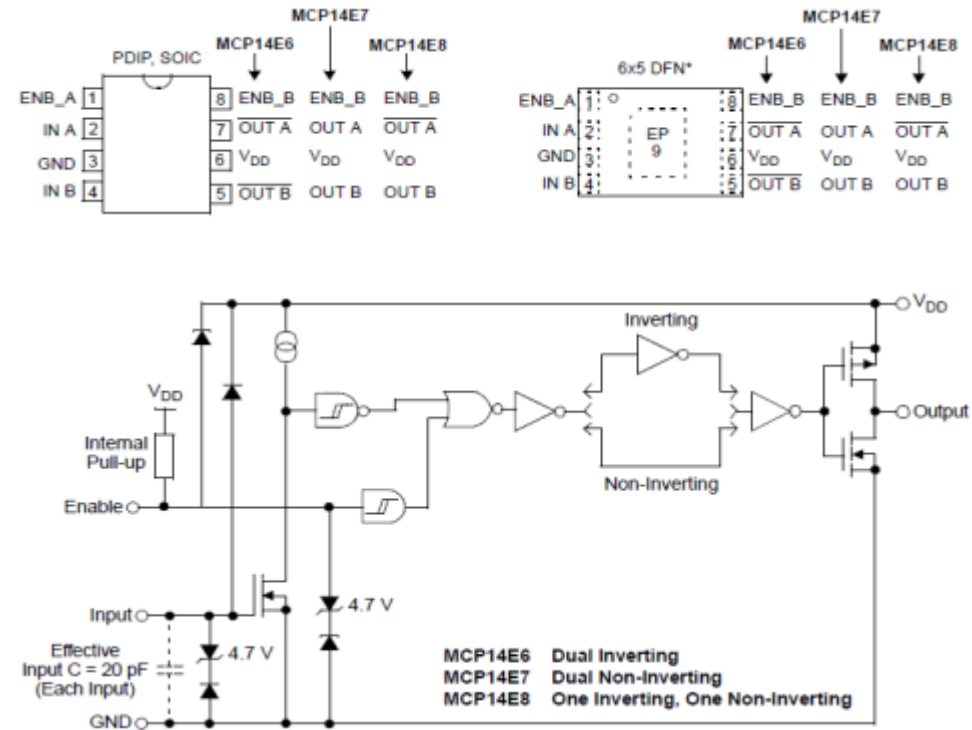 MCP14E7
MCP14E6
MCP14E8
PDIP, SOIC
ENB_A 1
8 ENB_B ENB_B ENB_B
IN A 2
7 OUT A OUT A OUT A
GND 3
6 VDD VDD VDD
IN B 4
5 OUT B OUT B OUT B
MCP14E7
MCP14E6
MCP14E8
6x5 DFN*
ENB_A 1
8 ENB_B ENB_B ENB_B
IN A 2
EP
9
7 OUT A OUT A OUT A
GND 3
6 VDD VDD VDD
IN B 4
5 OUT B OUT B OUT B
VDD
Inverting
VDD
Internal
Pull-up
Output
Non-Inverting
Enable
4.7 V
Input
4.7 V
Effective
Input C = 20 pF
(Each Input)
GND
MCP14E6 Dual Inverting
MCP14E7 Dual Non-Inverting
MCP14E8 One Inverting, One Non-Inverting